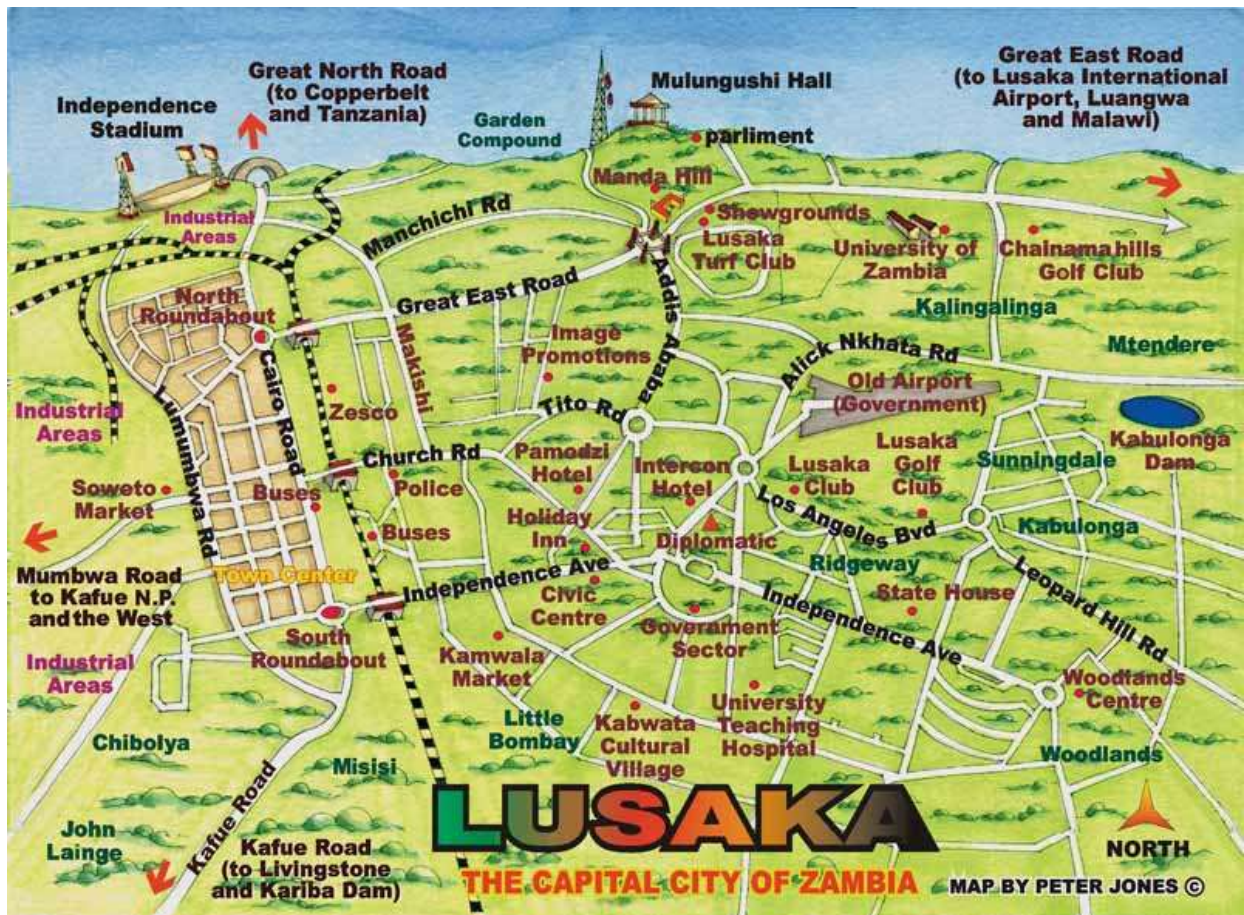 Great North Road
(to Copperbelt
and Tanzania)
Independence
Stadium
Garden
Compound
Mulungushi Hall
parliment
Great East Road
(to Lusaka International
Airport, Luangwa
and Malawi)
Manda Hill
Industrial
Areas
Manchichi Rd
Showgrounds
Lusaka
Turf Club
University of
Zambia
Chainama hills
Golf Club
North
Roundabout
Great East Road
Addis Ababa
Kalingalinga
Makishi
Image
Promotions
Alick Nkhata Rd
Mtendere
Cairo Road
Zesco
Tito Rd
Old Airport
(Government)
Industrial
Areas
Lumumbwa Rd
Church Rd
Pamodzi
Hotel
Intercon
Hotel
Lusaka
Club
Lusaka
Golf
Club
Sunningdale
Kabulonga
Dam
Soweto
Market
Buses
Police
Holiday
Inn
Los Angeles Bvd
Kabulonga
Buses
Diplomatic
Ridgeway
Mumbwa Road
to Kafue N.P.
and the West
Town Center
Independence Ave
Civic
Centre
Government
Sector
Independence Ave
State House
Leopard Hill Rd
South
Roundabout
Industrial
Areas
Kamwala
Market
Woodlands
Centre
Little
Bombay
Kabwata
Cultural
Village
University
Teaching
Hospital
Chibolya
Misisi
Woodlands
Kafue Road
John
Lainge
Kafue Road
(to Livingstone
and Kariba Dam)
LUSAKA
THE CAPITAL CITY OF ZAMBIA
NORTH
MAP BY PETER JONES ©